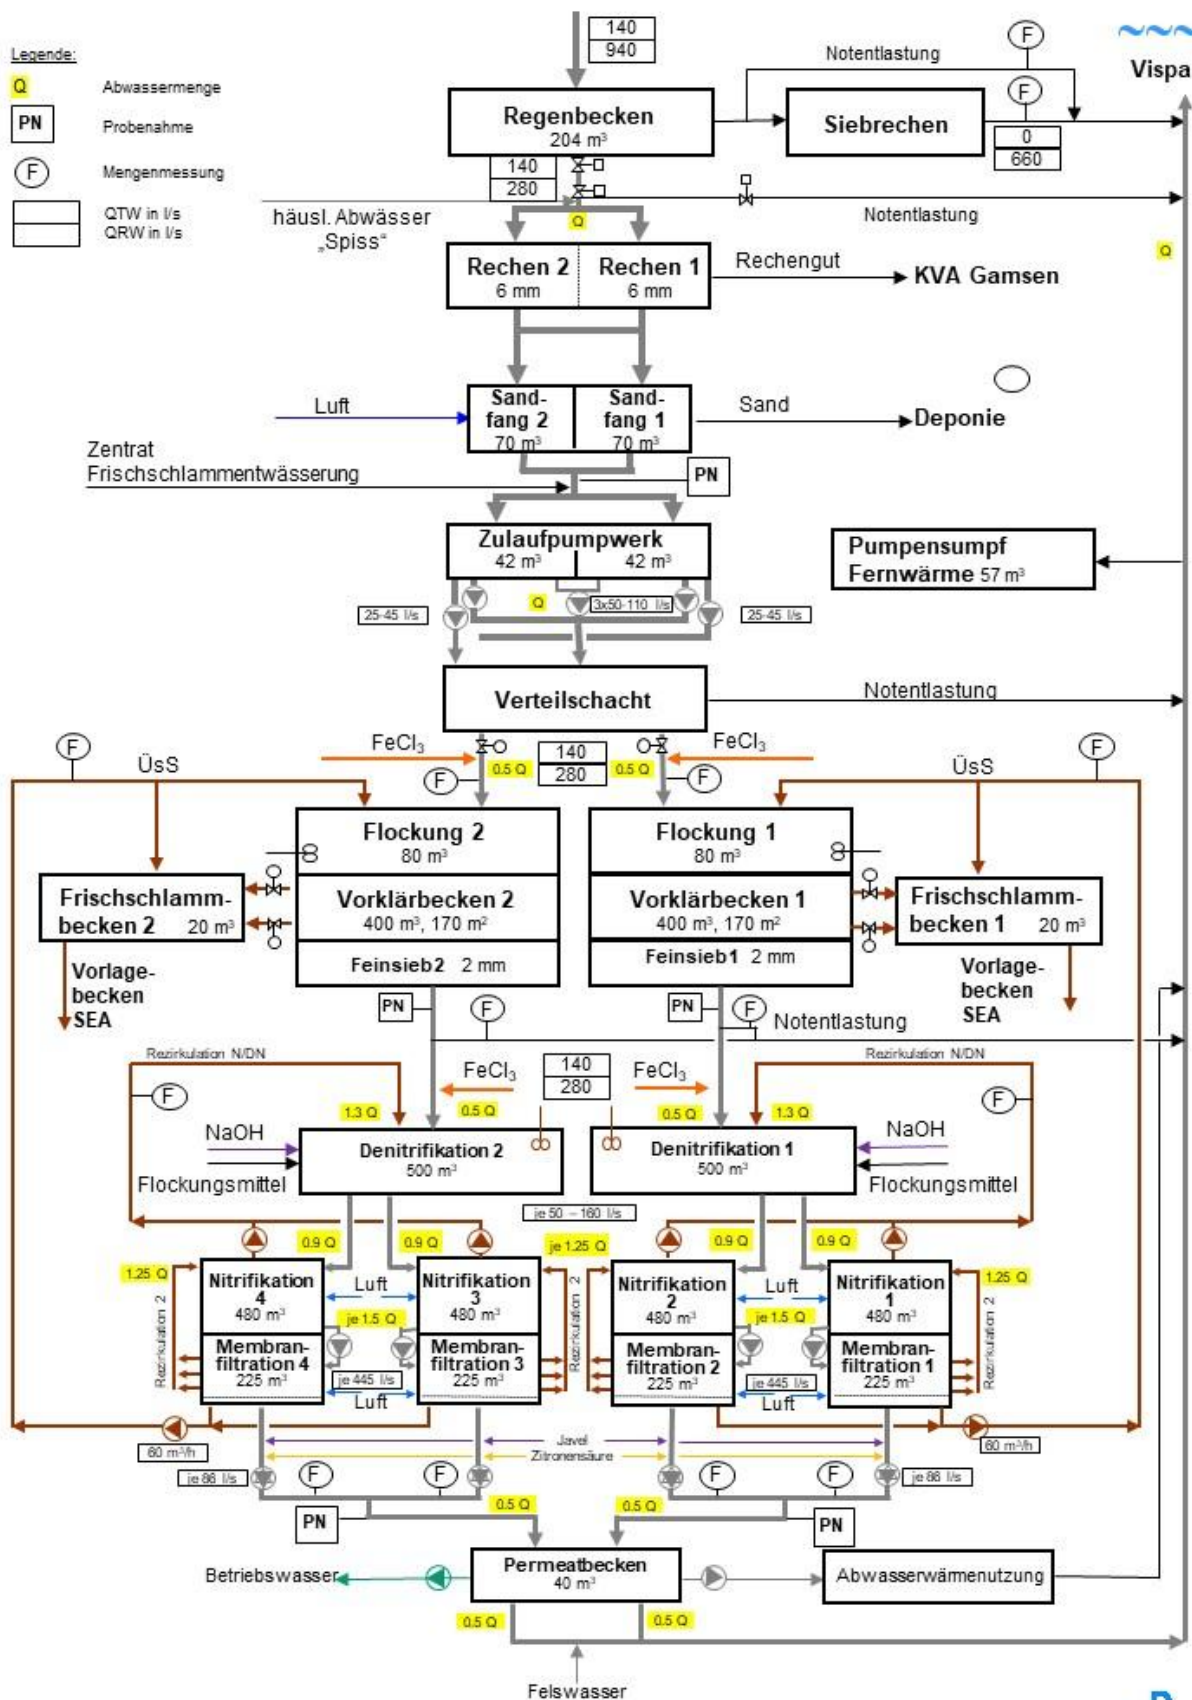 140
940
Legende:
Q
Abwassermenge
PN
Probenahme
F
Mengenmessung
QTW in l/s
QRW in l/s
Notentlastung
F
F
Vispa
Regenbecken
204 m³
Siebrechen
0
660
140
280
häusl. Abwässer
„Spiss“
Q
Notentlastung
Q
Rechen 2
6 mm
Rechen 1
6 mm
Rechengut
KVA Gamsen
Luft
Sand-
fang 2
70 m³
Sand-
fang 1
70 m³
Sand
Deponie
Zentrat
Frischschlammentwässerung
PN
Zulaufpumpwerk
42 m³
42 m³
Pumpensumpf
Fernwärme 57 m³
25-45 l/s
Q
3x50-110 l/s
25-45 l/s
Verteilschacht
Notentlastung
F
ÜsS
FeCl₃
140
280
0.5 Q
0.5 Q
F
F
FeCl₃
ÜsS
F
Flockung 2
80 m³
Flockung 1
80 m³
Frischschlamm-
becken 2 20 m³
Vorklärbecken 2
400 m³, 170 m²
Vorklärbecken 1
400 m³, 170 m²
Frischschlamm-
becken 1 20 m³
Feinsieb2 2 mm
Feinsieb1 2 mm
Vorlage-
becken
SEA
PN
F
PN
F
Notentlastung
Vorlage-
becken
SEA
Rezirkulation N/DN
FeCl₃
140
280
FeCl₃
Rezirkulation N/DN
F
1.3 Q
0.5 Q
0.5 Q
1.3 Q
F
NaOH
Flockungsmittel
Denitrifikation 2
500 m³
Denitrifikation 1
500 m³
NaOH
Flockungsmittel
je 50 – 160 l/s
0.9 Q
0.9 Q
je 1.25 Q
0.9 Q
0.9 Q
1.25 Q
1.25 Q
Rezirkulation 2
Nitrifikation
4
480 m³
Luft
je 1.5 Q
Nitrifikation
3
480 m³
Rezirkulation 2
Nitrifikation
2
480 m³
Luft
je 1.5 Q
Nitrifikation
1
480 m³
Rezirkulation 2
Membran-
filtration 4
225 m³
je 445 l/s
Luft
Membran-
filtration 3
225 m³
Membran-
filtration 2
225 m³
je 445 l/s
Luft
Membran-
filtration 1
225 m³
60 m³/h
60 m³/h
Javel
Zitronensäure
je 86 l/s
F
F
F
F
je 86 l/s
PN
0.5 Q
0.5 Q
PN
Betriebswasser
Permeatbecken
40 m³
Abwasserwärmenutzung
0.5 Q
0.5 Q
Felswasser